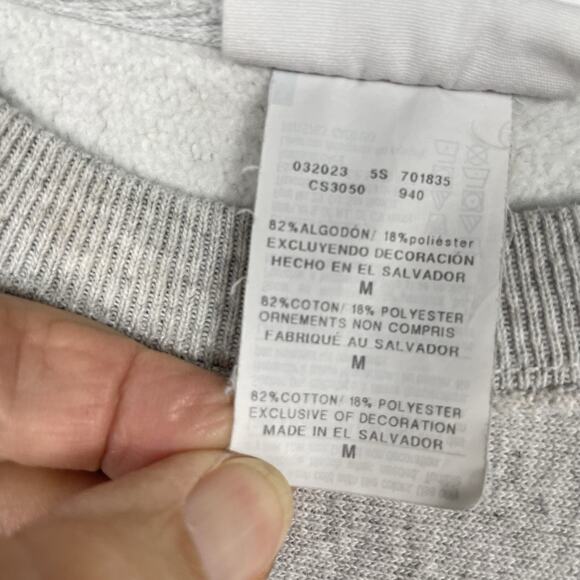 032023 5S 701835
CS3050 940
82%ALGODÓN/ 18%poliéster
EXCLUYENDO DECORACIÓN
HECHO EN EL SALVADOR
M
82%COTON/ 18% POLYESTER
ORNEMENTS NON COMPRIS
FABRIQUÉ AU SALVADOR
M
82%COTTON/ 18% POLYESTER
EXCLUSIVE OF DECORATION
MADE IN EL SALVADOR
M